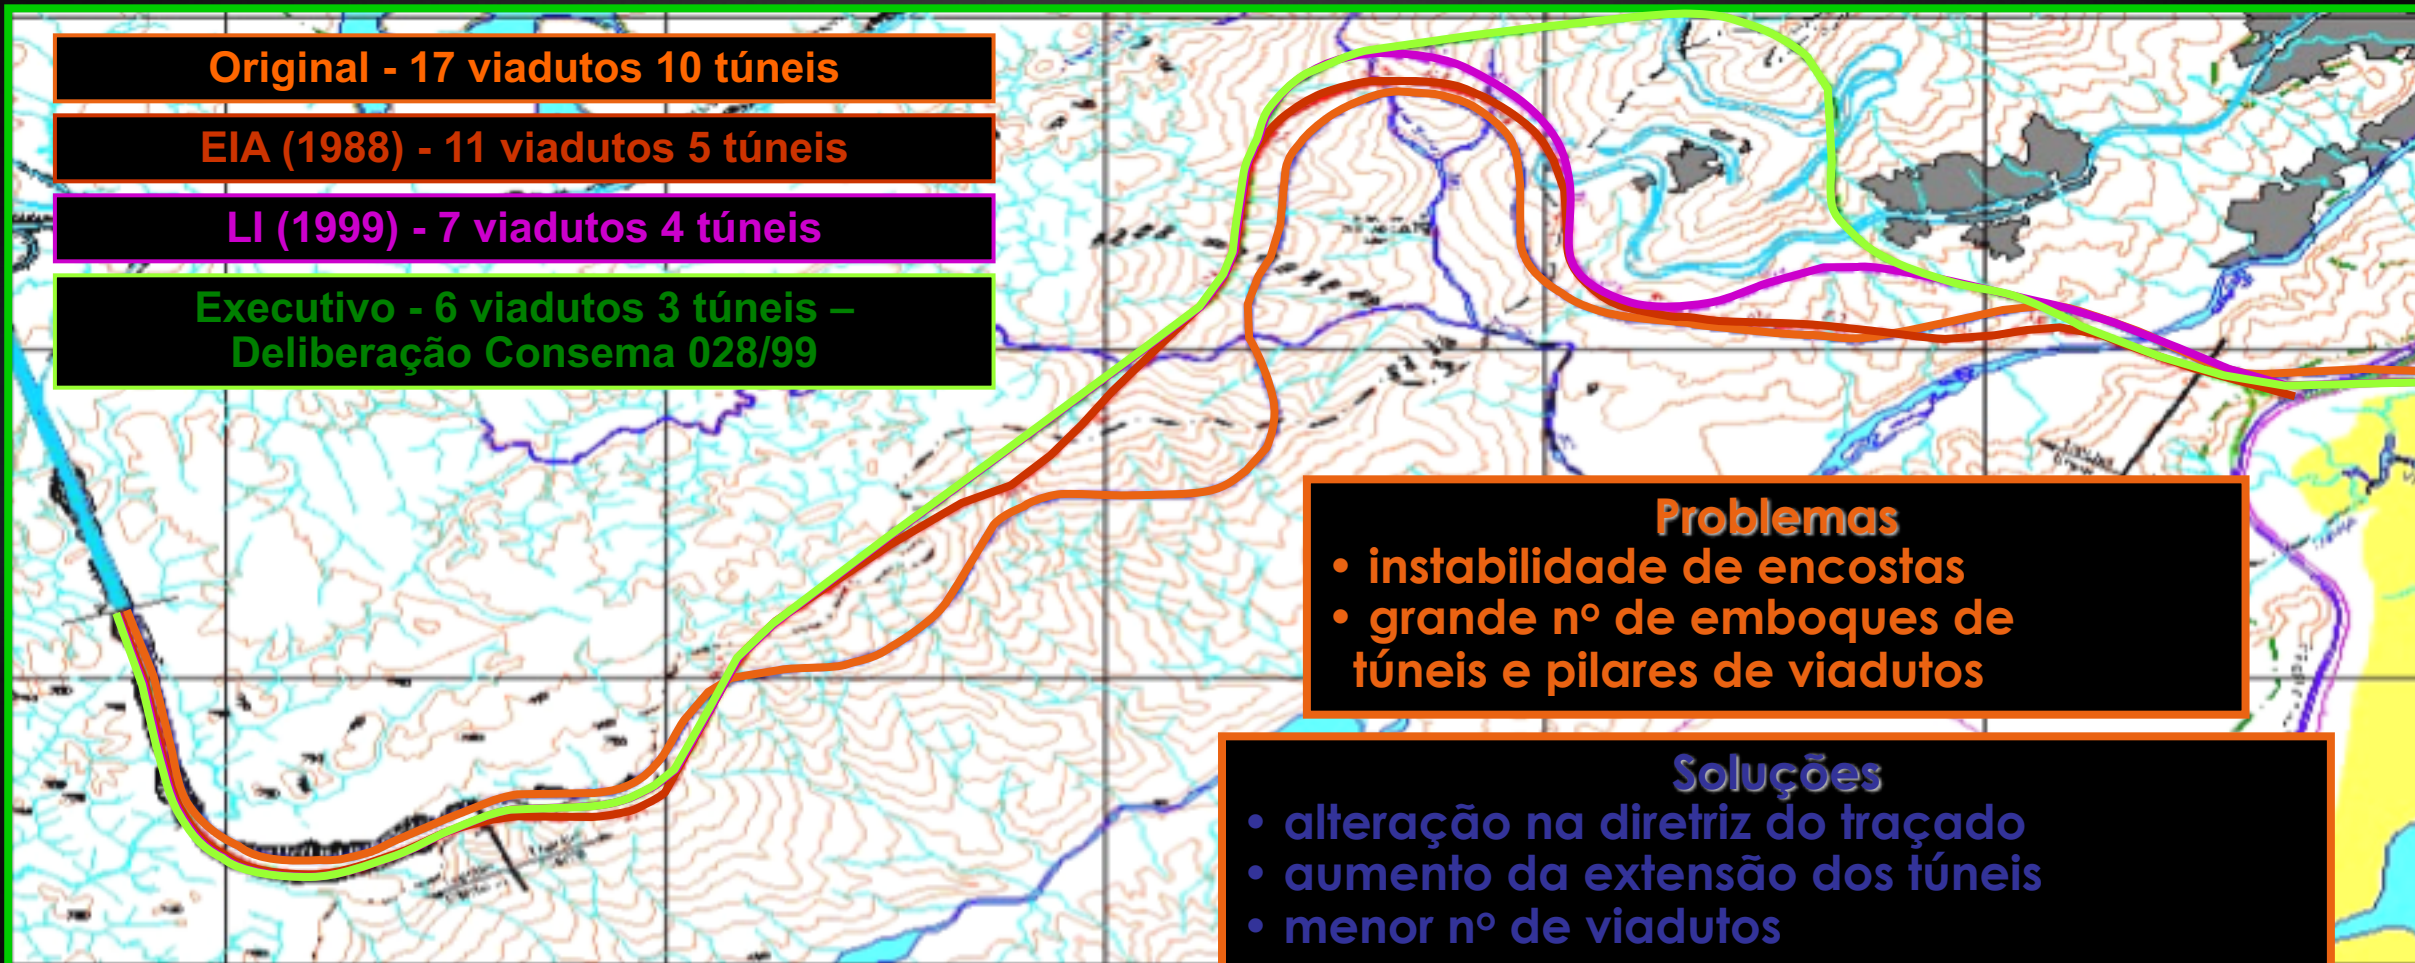 Original - 17 viadutos 10 túneis
EIA (1988) - 11 viadutos 5 túneis
LI (1999) - 7 viadutos 4 túneis
Executivo - 6 viadutos 3 túneis –
Deliberação Consema 028/99
Problemas
• instabilidade de encostas
• grande nº de emboques de
túneis e pilares de viadutos
Soluções
• alteração na diretriz do traçado
• aumento da extensão dos túneis
• menor nº de viadutos